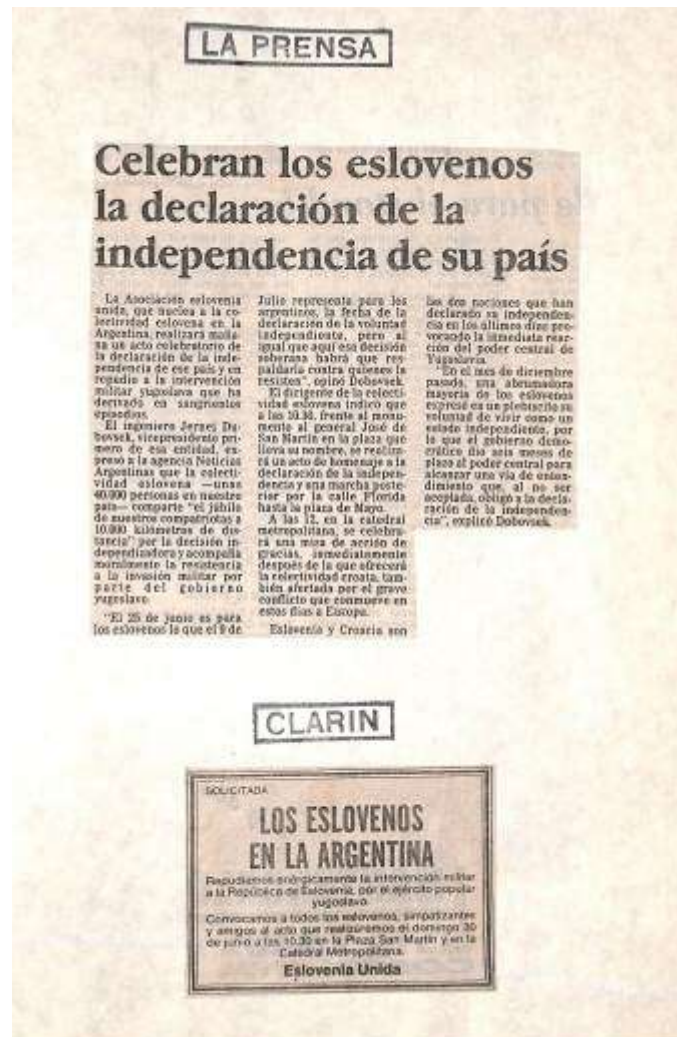 LA PRENSA
Celebran los eslovenos
la declaración de la
independencia de su país
La Asociación eslovenia
unida, que nuclea a la co-
lectividad eslovena en la
Argentina, realizará maña-
na un acto celebratorio de
la declaración de la inde-
pendencia de ese país y en
repudio a la intervención
militar yugoslava que ha
derivado en sangrientos
episodios.
El ingeniero Jernes Do-
bovsek, vicepresidente pri-
mero de esa entidad, ex-
presó a la agencia Noticias
Argentinas que la colecti-
vidad eslovena —unas
40.000 personas en nuestro
país— comparte "el júbilo
de nuestros compatriotas a
10.000 kilómetros de dis-
tancia" por la decisión in-
dependizadora y acompaña
moralmente la resistencia
a la invasión militar por
parte del gobierno
yugoslavo.
"El 25 de junio es para
los eslovenos lo que el 9 de
Julio representa para los
argentinos, la fecha de la
declaración de la voluntad
independiente, pero al
igual que aquí esa decisión
soberana habrá que res-
paldarla contra quienes la
resisten", opinó Dobovsek.
El dirigente de la colecti-
vidad eslovena indicó que
a las 10.30, frente al monu-
mento al general José de
San Martín en la plaza que
lleva su nombre, se realiza-
rá un acto de homenaje a la
declaración de la indepen-
dencia y una marcha poste-
rior por la calle Florida
hasta la plaza de Mayo.
A las 12, en la catedral
metropolitana, se celebra-
rá una misa de acción de
gracias, inmediatamente
después de la que ofrecerá
la colectividad croata, tam-
bién afectada por el grave
conflicto que conmueve en
estos días a Europa.
Eslovenia y Croacia son
las dos naciones que han
declarado su independen-
cia en los últimos días pro-
vocando la inmediata reac-
ción del poder central de
Yugoslavia.
"En el mes de diciembre
pasado, una abrumadora
mayoría de los eslovenos
expresó en un plebiscito su
voluntad de vivir como un
estado independiente, por
lo que el gobierno demo-
crático dio seis meses de
plazo al poder central para
alcanzar una vía de enten-
dimiento que, al no ser
aceptada, obligó a la decla-
ración de la independen-
cia", explicó Dobovsek.
CLARIN
SOLICITADA
LOS ESLOVENOS
EN LA ARGENTINA
Repudiamos enérgicamente la intervención militar
a la República de Eslovenia, por el ejército popular
yugoslavo.
Convocamos a todos los eslovenos, simpatizantes
y amigos al acto que realizaremos el domingo 30
de junio a las 10.30 en la Plaza San Martín y en la
Catedral Metropolitana.
Eslovenia Unida